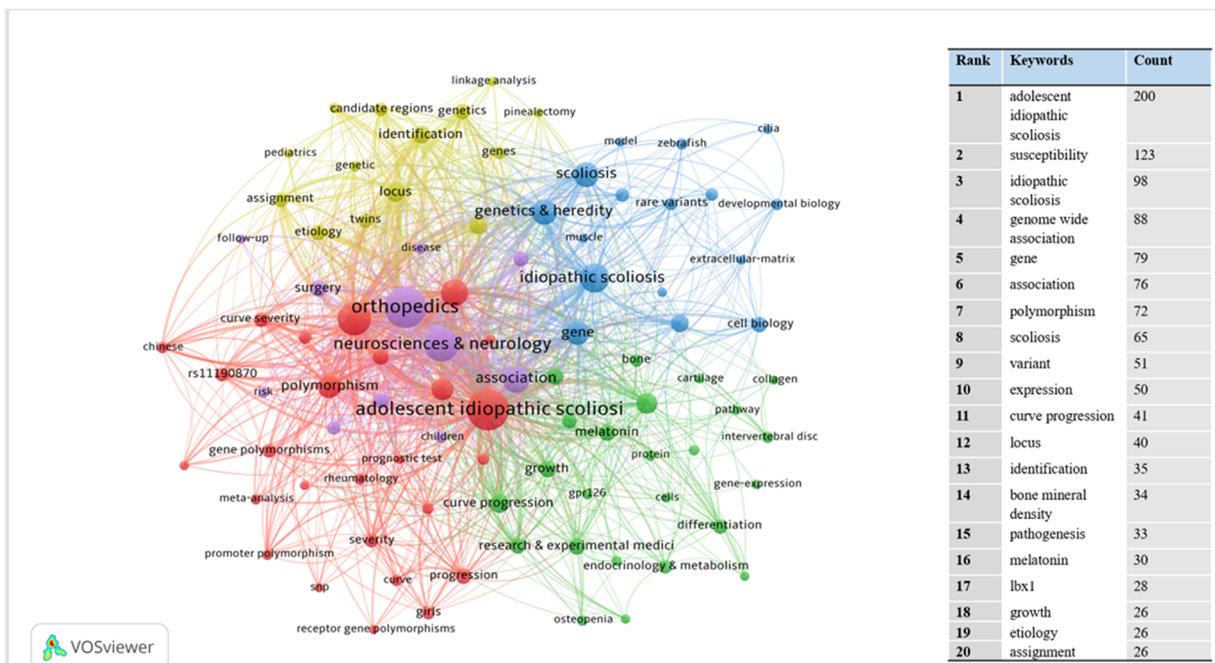 linkage analysis
candidate regions
genetics
pinealectomy
identification
cilia
model
zebrafish
pediatrics
genes
genetic
scoliosis
locus
assignment
rare variants
developmental biology
genetics & heredity
twins
etiology
follow-up
disease
muscle
extracellular-matrix
idiopathic scoliosis
surgery
orthopedics
curve severity
cell biology
gene
chinese
neurosciences & neurology
bone
rs11190870
association
cartilage
collagen
polymorphism
risk
adolescent idiopathic scoliosi
pathway
melatonin
children
intervertebral disc
gene polymorphisms
prognostic test
protein
growth
rheumatology
gene-expression
meta-analysis
gpr126
cells
curve progression
differentiation
severity
research & experimental medici
promoter polymorphism
endocrinology & metabolism
curve
progression
snp
girls
osteopenia
receptor gene polymorphisms
VOSviewer
Rank Keywords Count
1 adolescent 200
idiopathic
scoliosis
2 susceptibility 123
3 idiopathic 98
scoliosis
4 genome wide 88
association
5 gene 79
6 association 76
7 polymorphism 72
8 scoliosis 65
9 variant 51
10 expression 50
11 curve progression 41
12 locus 40
13 identification 35
14 bone mineral 34
density
15 pathogenesis 33
16 melatonin 30
17 lbx1 28
18 growth 26
19 etiology 26
20 assignment 26